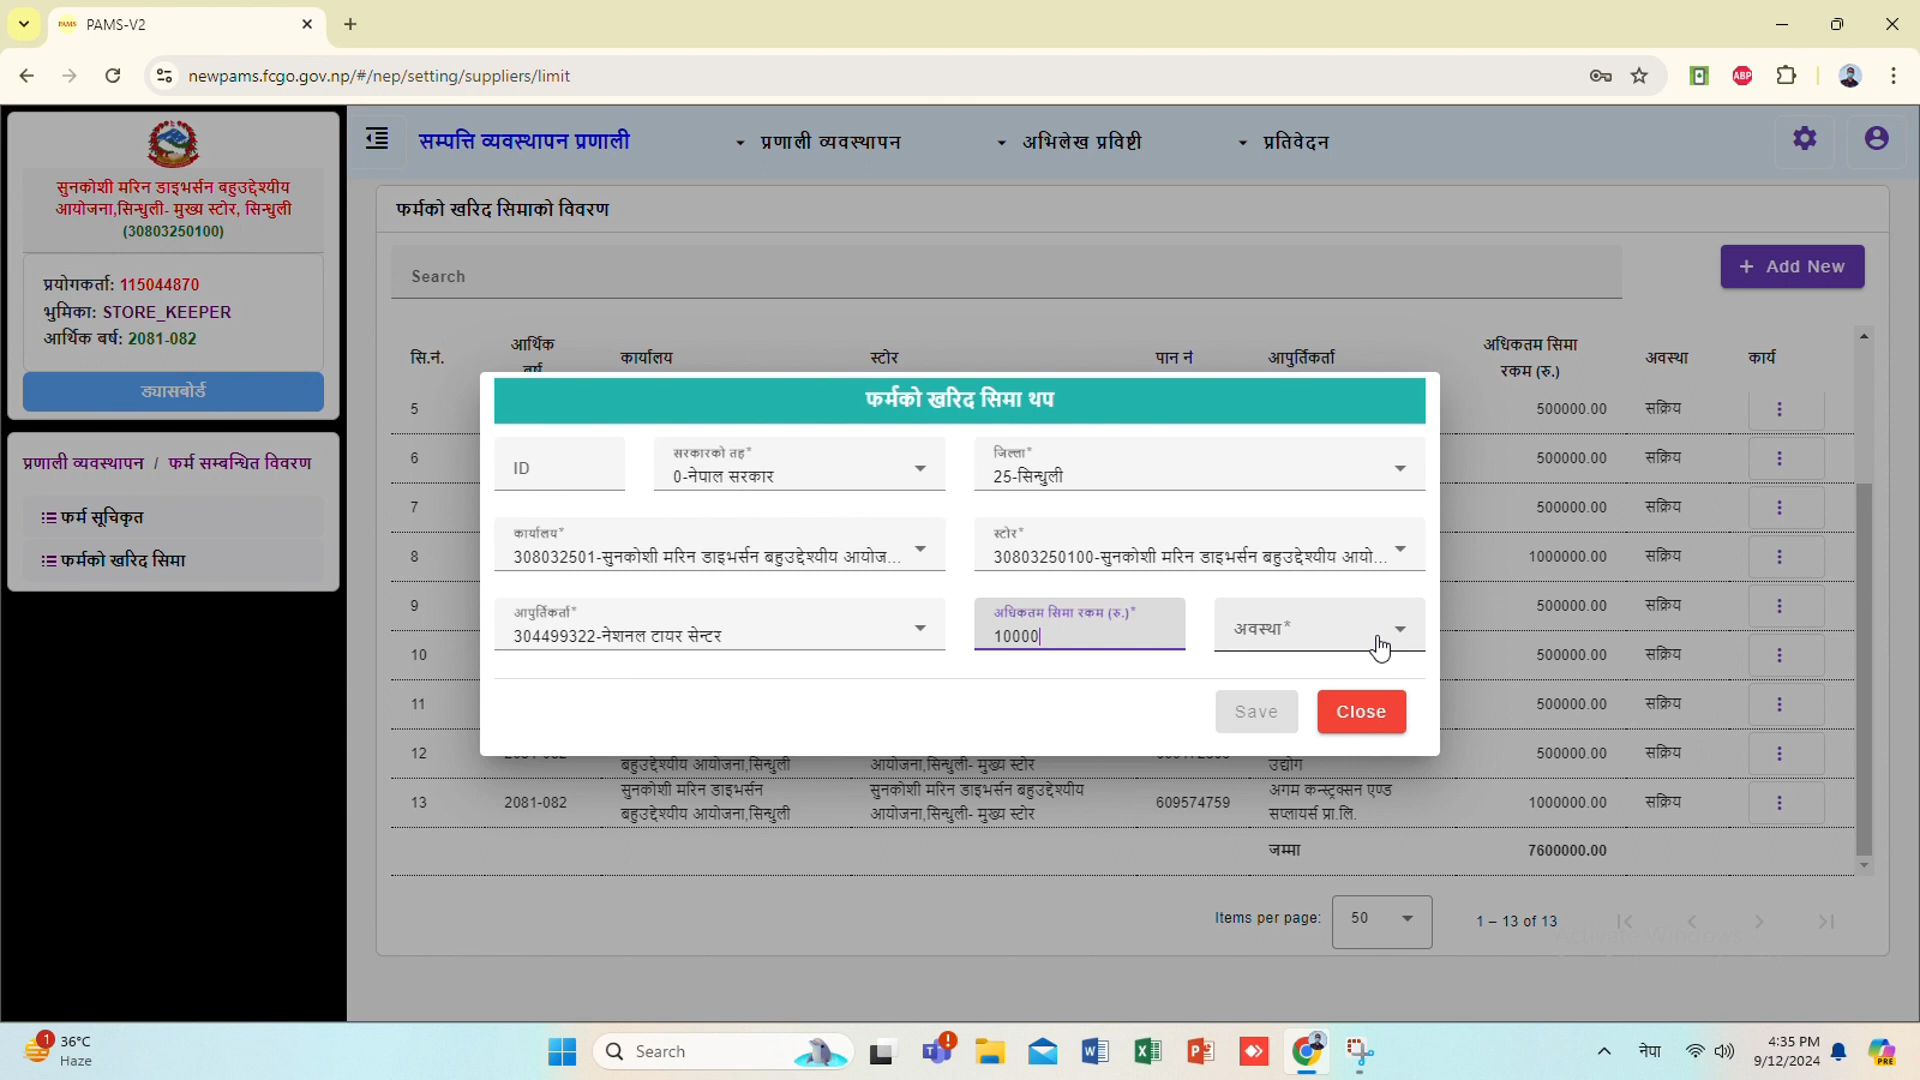 PAMS PAMS-V2
newpams.fcgo.gov.np/#/nep/setting/suppliers/limit
ABP
सुनकोशी मरिन डाइभर्सन बहुउद्देश्यीय
आयोजना,सिन्धुली- मुख्य स्टोर, सिन्धुली
(30803250100)
प्रयोगकर्ता: 115044870
भुमिका: STORE_KEEPER
आर्थिक बर्ष: 2081-082
ड्यासबोर्ड
प्रणाली व्यवस्थापन / फर्म सम्बन्धित विवरण
फर्म सूचिकृत
फर्मको खरिद सिमा
सम्पत्ति व्यवस्थापन प्रणाली
प्रणाली व्यवस्थापन
अभिलेख प्रविष्टी
प्रतिवेदन
फर्मको खरिद सिमाको विवरण
Search
+ Add New
सि.नं. आर्थिक बर्ष कार्यालय स्टोर पान नं आपुर्तिकर्ता अधिकतम सिमा रकम (रु.) अवस्था कार्य
5 500000.00 सक्रिय
6 500000.00 सक्रिय
7 500000.00 सक्रिय
8 1000000.00 सक्रिय
9 500000.00 सक्रिय
10 500000.00 सक्रिय
11 500000.00 सक्रिय
12 500000.00 सक्रिय
बहुउद्देश्यीय आयोजना,सिन्धुली आयोजना,सिन्धुली- मुख्य स्टोर उद्योग
सुनकोशी मरिन डाइभर्सन सुनकोशी मरिन डाइभर्सन बहुउद्देश्यीय अगम कन्स्ट्रक्सन एण्ड
13 2081-082 609574759 1000000.00 सक्रिय
बहुउद्देश्यीय आयोजना,सिन्धुली आयोजना,सिन्धुली- मुख्य स्टोर सप्लायर्स प्रा.लि.
जम्मा 7600000.00
Items per page: 50 1 – 13 of 13
Activate Windows
फर्मको खरिद सिमा थप
ID
सरकारको तह*
0-नेपाल सरकार
जिल्ला*
25-सिन्धुली
कार्यालय*
308032501-सुनकोशी मरिन डाइभर्सन बहुउद्देश्यीय आयोज...
स्टोर*
30803250100-सुनकोशी मरिन डाइभर्सन बहुउद्देश्यीय आयो...
आपुर्तिकर्ता*
304499322-नेशनल टायर सेन्टर
अधिकतम सिमा रकम (रु.)*
10000
अवस्था*
Save Close
1 36°C
Haze
Search
नेपा
4:35 PM
9/12/2024
PRE